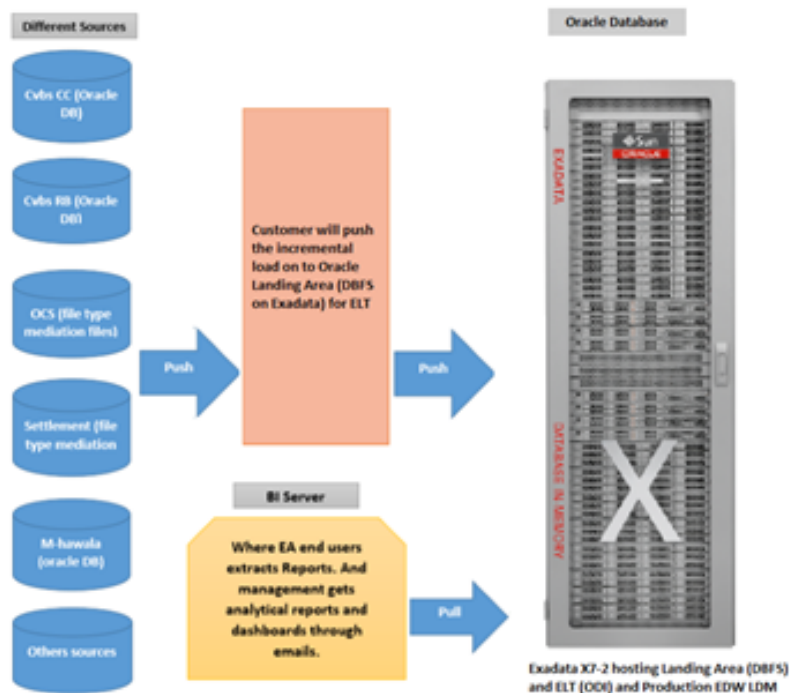 Different Sources
Cvbs CC (Oracle
DB)
Cvbs RB (Oracle
DB)
OCS (file type
mediation files)
Settlement (file
type mediation
M-hawala
(oracle DB)
Others sources
Push
Customer will push
the incremental
load on to Oracle
Landing Area (DBFS
on Exadata) for ELT
Push
BI Server
Where EA end users
extracts Reports. And
management gets
analytical reports and
dashboards through
emails.
Pull
Oracle Database
Sun
ORACLE
EXADATA
DATABASE IN MEMORY
X
Exadata X7-2 hosting Landing Area (DBFS)
and ELT (ODI) and Production EDW LDM